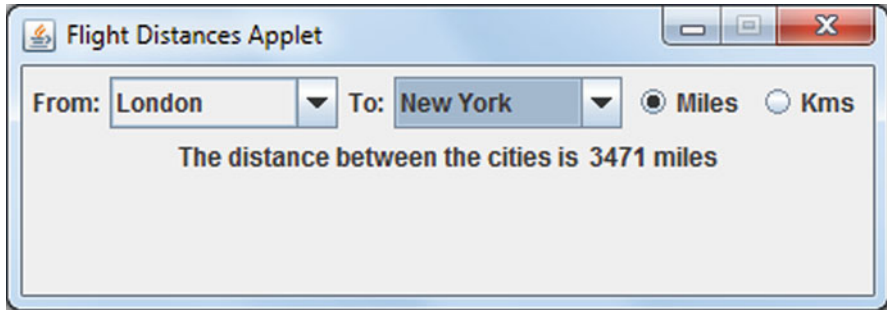 Flight Distances Applet
From: London To: New York Miles Kms
The distance between the cities is 3471 miles